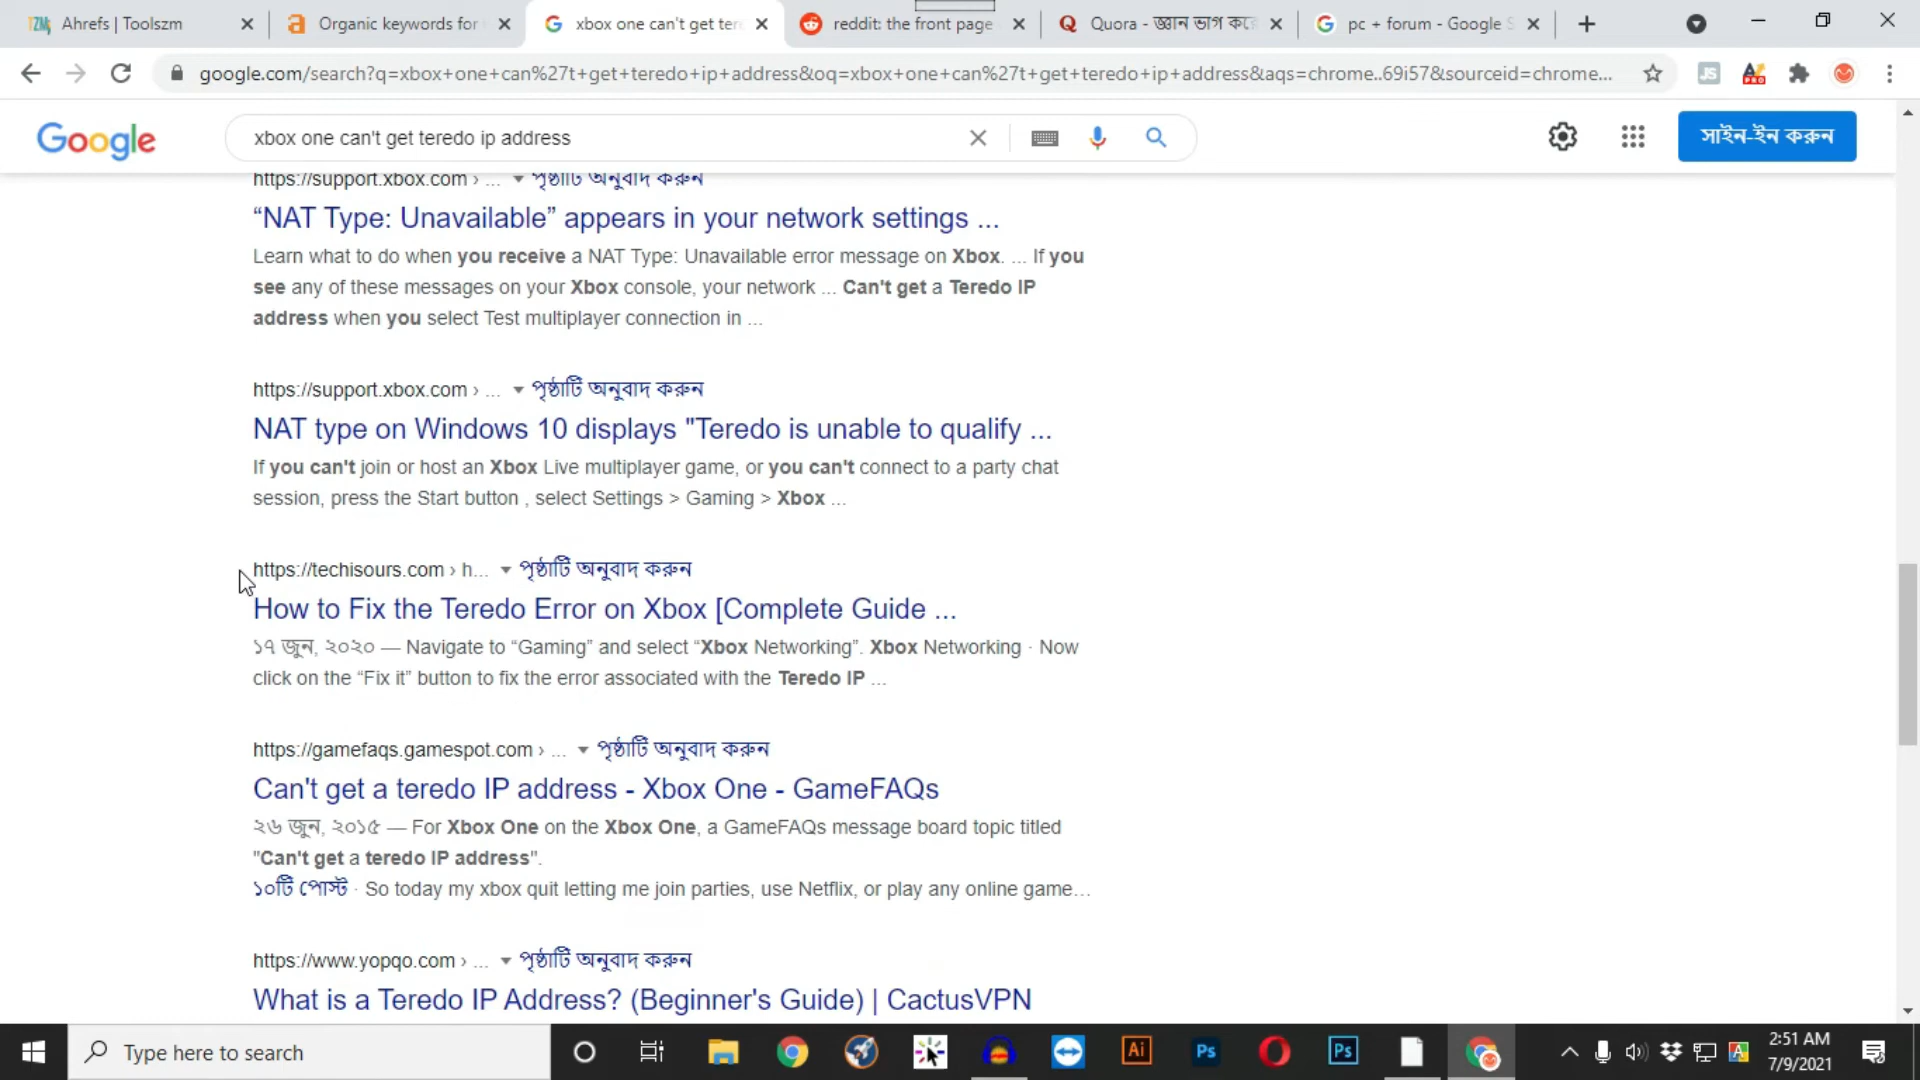 Ahrefs | Toolszm
Organic keywords for
xbox one can't get tere
reddit: the front page
Quora - জ্ঞান ভাগ করে
pc + forum - Google S
google.com/search?q=xbox+one+can%27t+get+teredo+ip+address&oq=xbox+one+can%27t+get+teredo+ip+address&aqs=chrome..69i57&sourceid=chrome...
JS
PRO
Google
xbox one can't get teredo ip address
সাইন-ইন করুন
https://support.xbox.com › ... পৃষ্ঠাটি অনুবাদ করুন
“NAT Type: Unavailable” appears in your network settings ...
Learn what to do when you receive a NAT Type: Unavailable error message on Xbox. ... If you
see any of these messages on your Xbox console, your network ... Can't get a Teredo IP
address when you select Test multiplayer connection in ...
https://support.xbox.com › ... পৃষ্ঠাটি অনুবাদ করুন
NAT type on Windows 10 displays "Teredo is unable to qualify ...
If you can't join or host an Xbox Live multiplayer game, or you can't connect to a party chat
session, press the Start button , select Settings > Gaming > Xbox ...
https://techisours.com › h... পৃষ্ঠাটি অনুবাদ করুন
How to Fix the Teredo Error on Xbox [Complete Guide ...
১৭ জুন, ২০২০ — Navigate to “Gaming” and select “Xbox Networking”. Xbox Networking · Now
click on the “Fix it” button to fix the error associated with the Teredo IP ...
https://gamefaqs.gamespot.com › ... পৃষ্ঠাটি অনুবাদ করুন
Can't get a teredo IP address - Xbox One - GameFAQs
২৬ জুন, ২০১৫ — For Xbox One on the Xbox One, a GameFAQs message board topic titled
"Can't get a teredo IP address".
১০টি পোস্ট · So today my xbox quit letting me join parties, use Netflix, or play any online game…
https://www.yopqo.com › ... পৃষ্ঠাটি অনুবাদ করুন
What is a Teredo IP Address? (Beginner's Guide) | CactusVPN
Type here to search
Ai
Ps
Ps
2:51 AM
7/9/2021